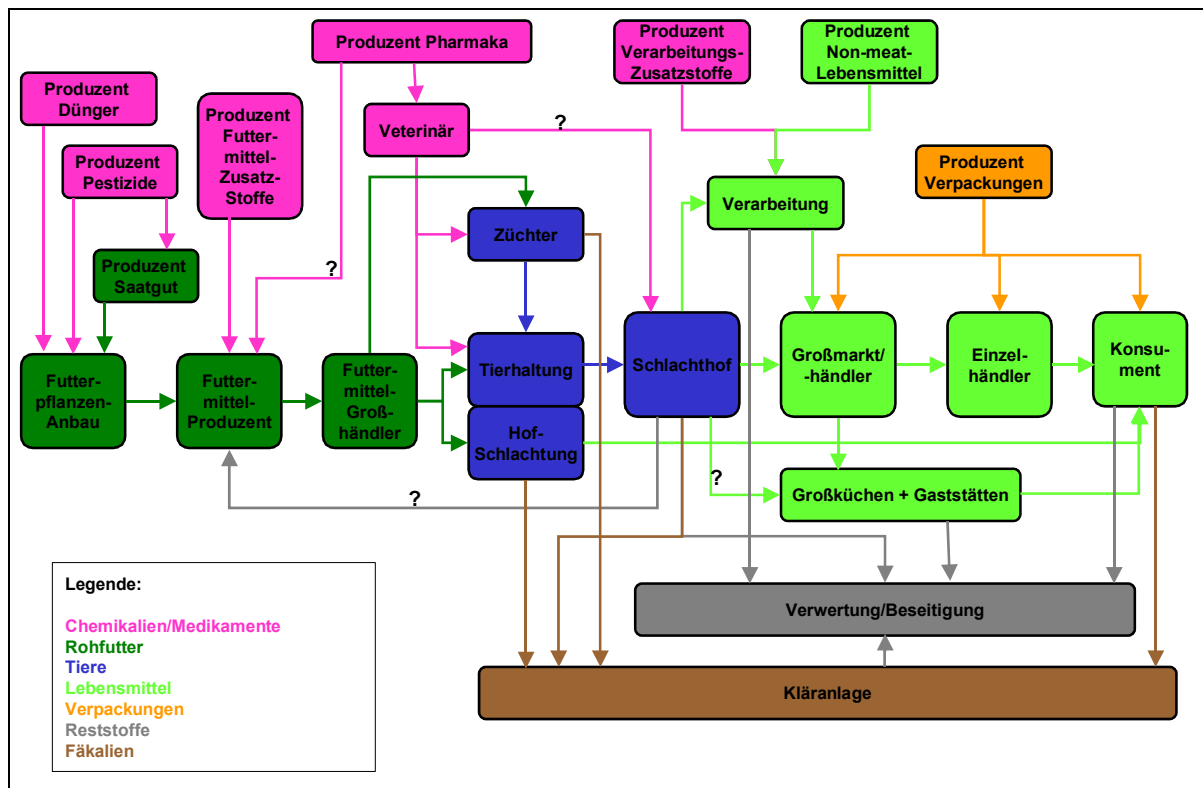 Produzent Pharmaka
Produzent
Verarbeitungs-
Zusatzstoffe
Produzent
Non-meat-
Lebensmittel
Produzent
Dünger
Produzent
Futter-
mittel-
Zusatz-
Stoffe
Veterinär
?
Produzent
Pestizide
Produzent
Verpackungen
Verarbeitung
Züchter
Produzent
Saatgut
?
Futter-
pflanzen-
Anbau
Futter-
mittel-
Produzent
Futter-
mittel-
Groß-
händler
Tierhaltung
Hof-
Schlachtung
Schlachthof
Großmarkt/
-händler
Einzel-
händler
Konsu-
ment
?
?
Großküchen + Gaststätten
Verwertung/Beseitigung
Kläranlage
Legende:
Chemikalien/Medikamente
Rohfutter
Tiere
Lebensmittel
Verpackungen
Reststoffe
Fäkalien